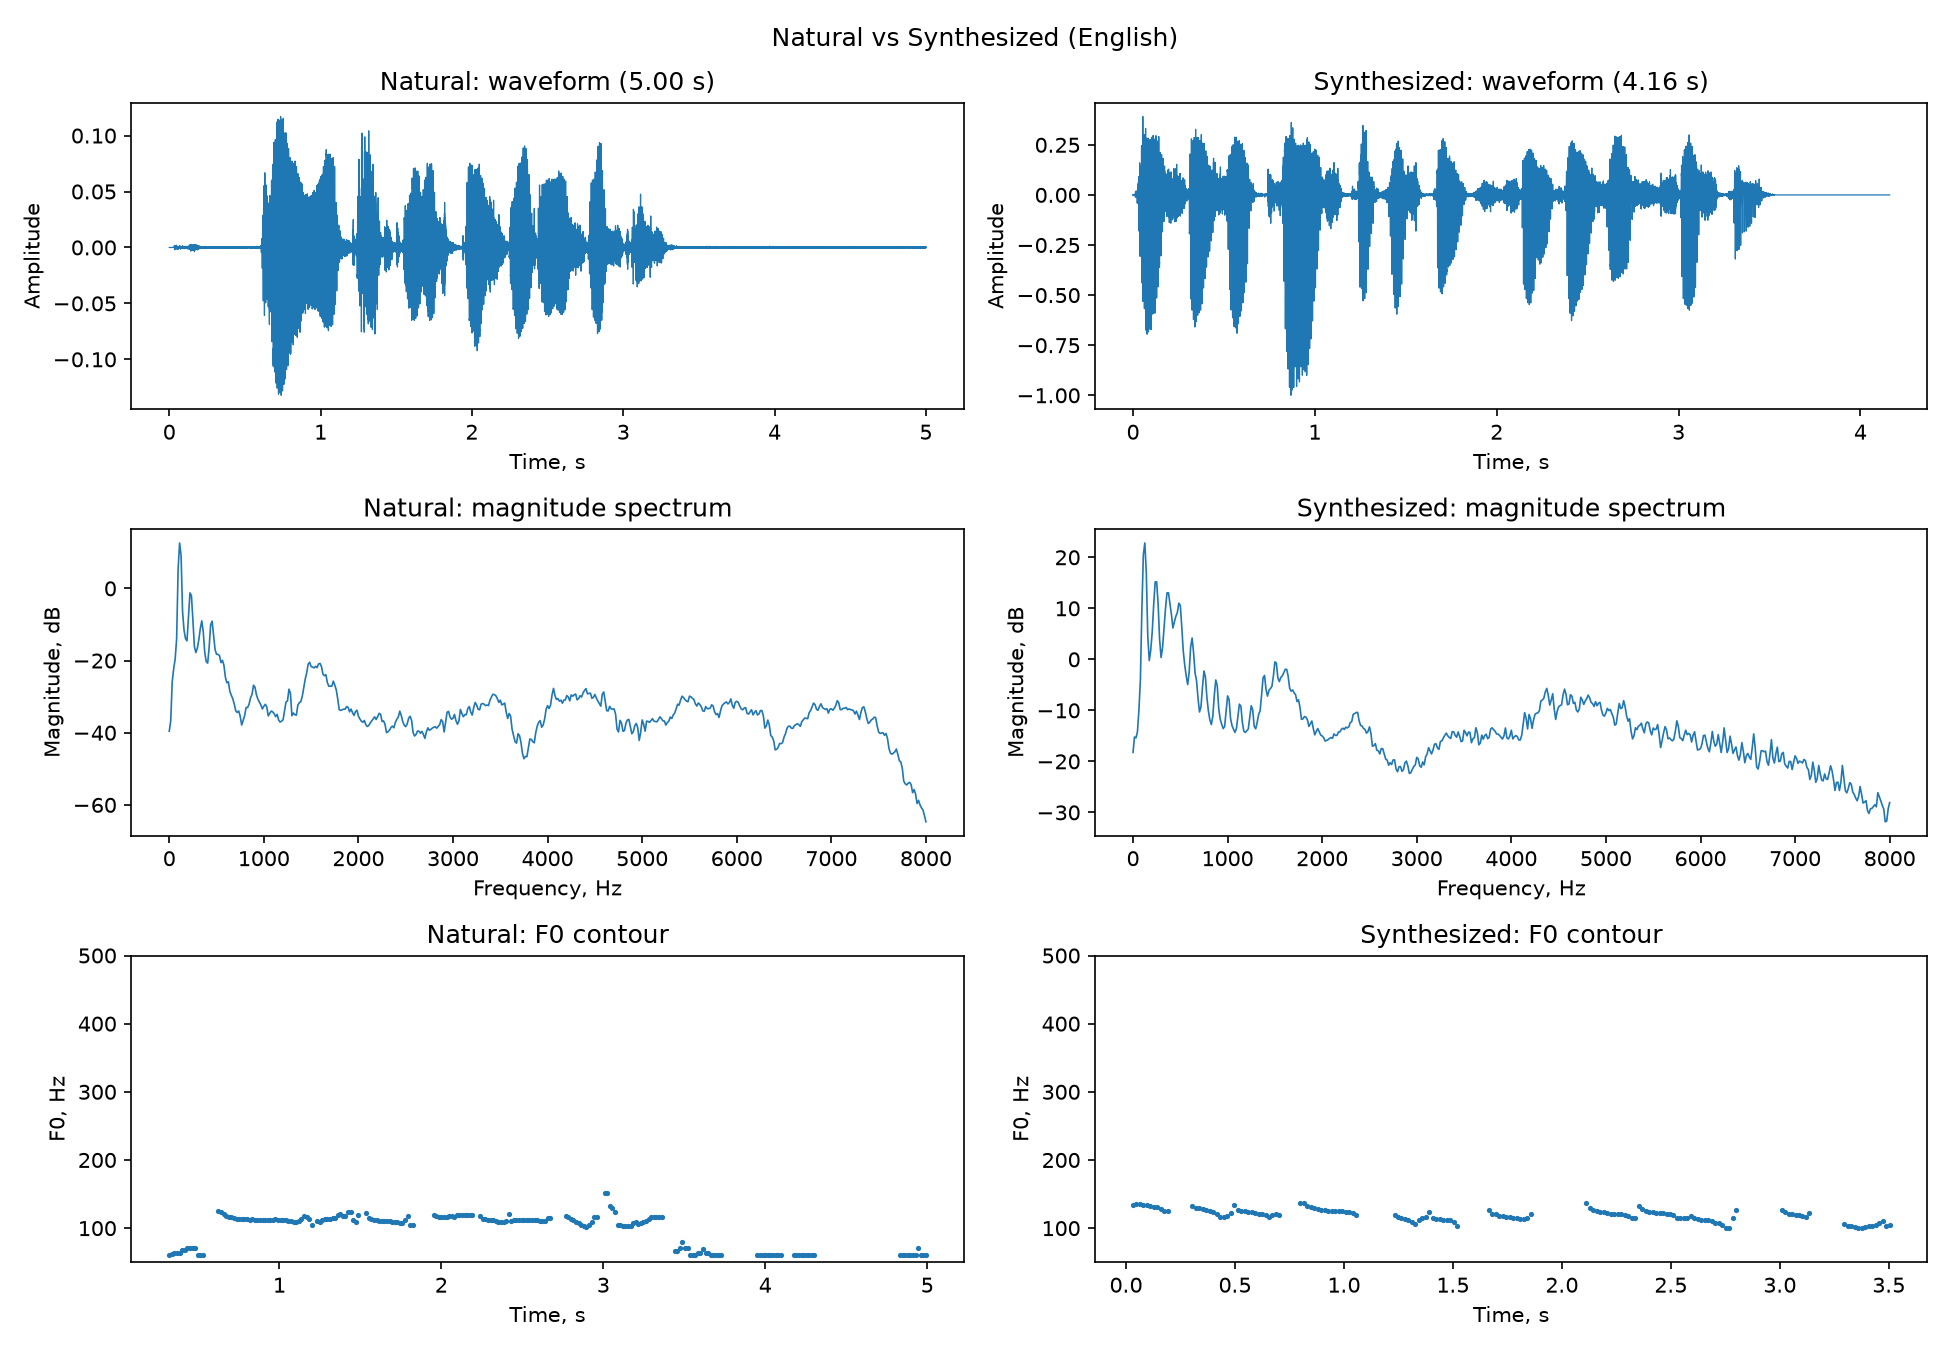 Natural vs Synthesized (English)
Natural: waveform (5.00 s)
0.10
0.05
0.00
−0.05
−0.10
Amplitude
0 1 2 3 4 5
Time, s
Synthesized: waveform (4.16 s)
0.25
0.00
−0.25
−0.50
−0.75
−1.00
Amplitude
0 1 2 3 4
Time, s
Natural: magnitude spectrum
0
−20
−40
−60
Magnitude, dB
0 1000 2000 3000 4000 5000 6000 7000 8000
Frequency, Hz
Synthesized: magnitude spectrum
20
10
0
−10
−20
−30
Magnitude, dB
0 1000 2000 3000 4000 5000 6000 7000 8000
Frequency, Hz
Natural: F0 contour
500
400
300
200
100
F0, Hz
1 2 3 4 5
Time, s
Synthesized: F0 contour
500
400
300
200
100
F0, Hz
0.0 0.5 1.0 1.5 2.0 2.5 3.0 3.5
Time, s